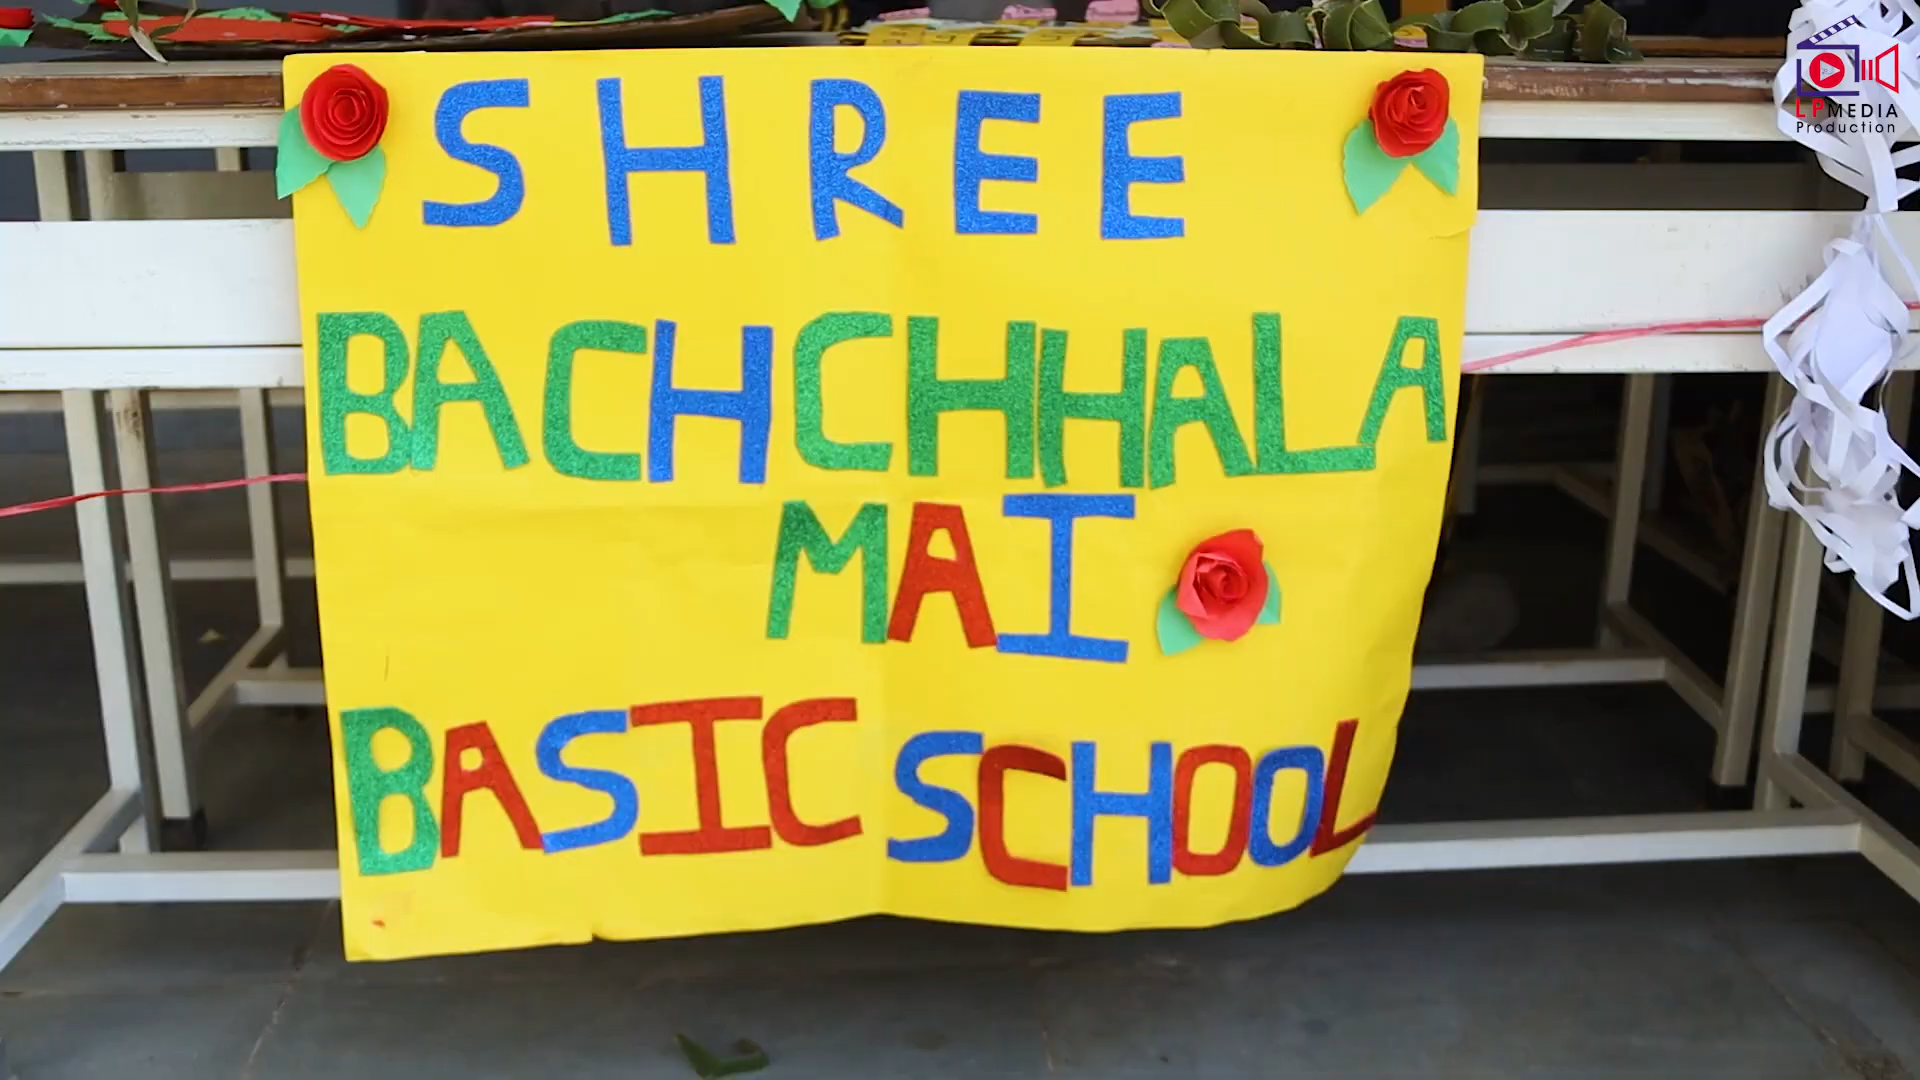 SHREE
BACHCHHALA
MAI
BASIC SCHOOL
LPMEDIA
Production